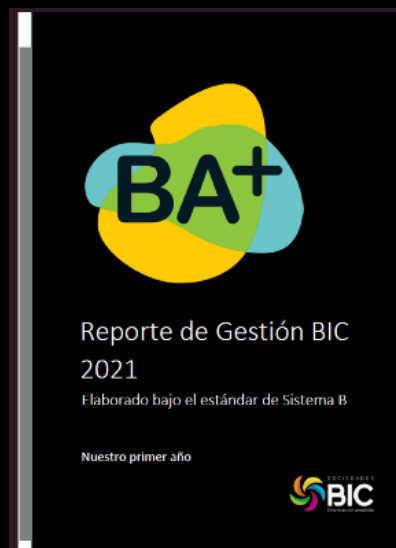 BA+
Reporte de Gestión BIC
2021
Elaborado bajo el estándar de Sistema B
Nuestro primer año
SOCIEDADES
BIC